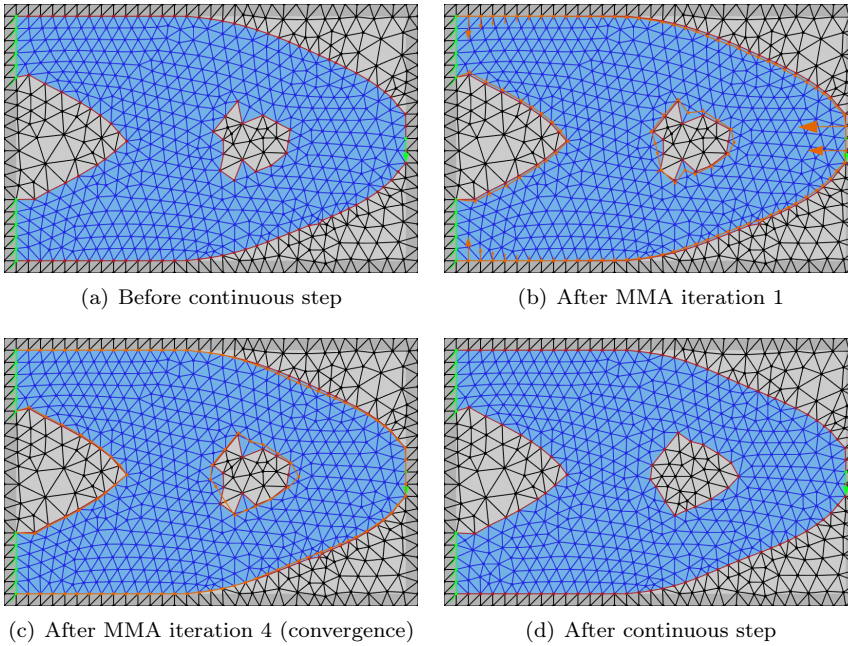 (a) Before continuous step
(b) After MMA iteration 1
(c) After MMA iteration 4 (convergence)
(d) After continuous step